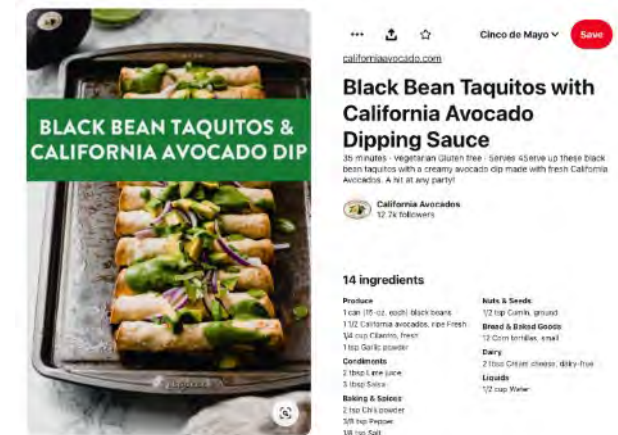 BLACK BEAN TAQUITOS &
CALIFORNIA AVOCADO DIP
Cinco de Mayo
Save
californiaavocado.com
Black Bean Taquitos with
California Avocado
Dipping Sauce
35 minutes · Vegetarian Gluten free · Serves 4Serve up these black
bean taquitos with a creamy avocado dip made with fresh California
Avocados. A hit at any party!
California Avocados
12.7k followers
14 ingredients
Produce
1 can (15-oz. each) black beans
1 1/2 California avocados, ripe Fresh
1/4 cup Cilantro, fresh
1 tsp Garlic powder
Condiments
2 tbsp Lime juice
3 tbsp Salsa
Baking & Spices
2 tsp Chili powder
3/8 tsp Pepper
1/8 tsp Salt
Nuts & Seeds
1/2 tsp Cumin, ground
Bread & Baked Goods
12 Corn tortillas, small
Dairy
2 tbsp Cream cheese, dairy-free
Liquids
1/2 cup Water